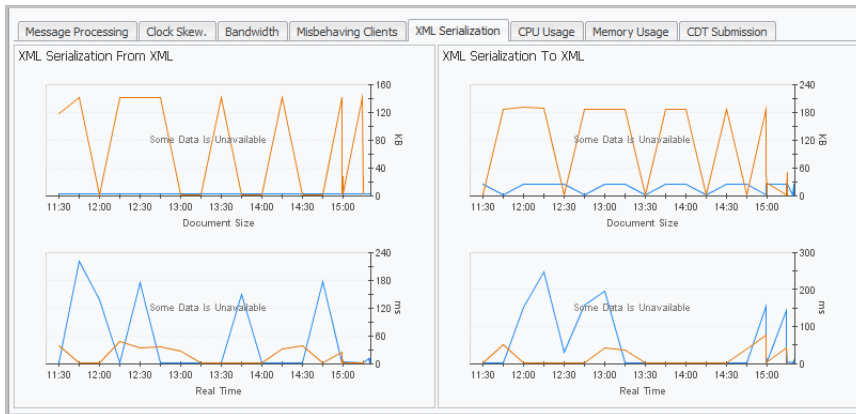 Message Processing Clock Skew. Bandwidth Misbehaving Clients XML Serialization CPU Usage Memory Usage CDT Submission
XML Serialization From XML
160
120
80
40
0
KB
Some Data Is Unavailable
11:30 12:00 12:30 13:00 13:30 14:00 14:30 15:00
Document Size
240
180
120
60
0
ms
Some Data Is Unavailable
11:30 12:00 12:30 13:00 13:30 14:00 14:30 15:00
Real Time
XML Serialization To XML
240
180
120
60
0
KB
Some Data Is Unavailable
11:30 12:00 12:30 13:00 13:30 14:00 14:30 15:00
Document Size
300
200
100
0
ms
Some Data Is Unavailable
11:30 12:00 12:30 13:00 13:30 14:00 14:30 15:00
Real Time